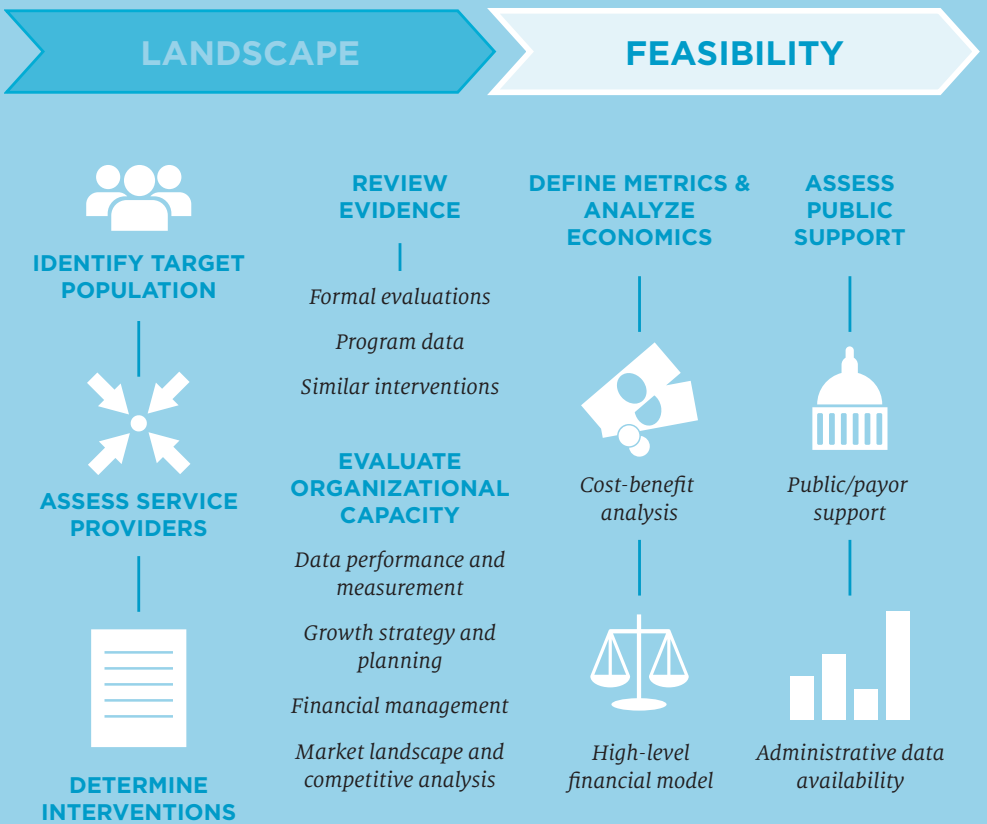 LANDSCAPE
FEASIBILITY
IDENTIFY TARGET
POPULATION
ASSESS SERVICE
PROVIDERS
DETERMINE
INTERVENTIONS
REVIEW
EVIDENCE
Formal evaluations
Program data
Similar interventions
EVALUATE
ORGANIZATIONAL
CAPACITY
Data performance and
measurement
Growth strategy and
planning
Financial management
Market landscape and
competitive analysis
DEFINE METRICS &
ANALYZE
ECONOMICS
Cost-benefit
analysis
High-level
financial model
ASSESS
PUBLIC
SUPPORT
Public/payor
support
Administrative data
availability